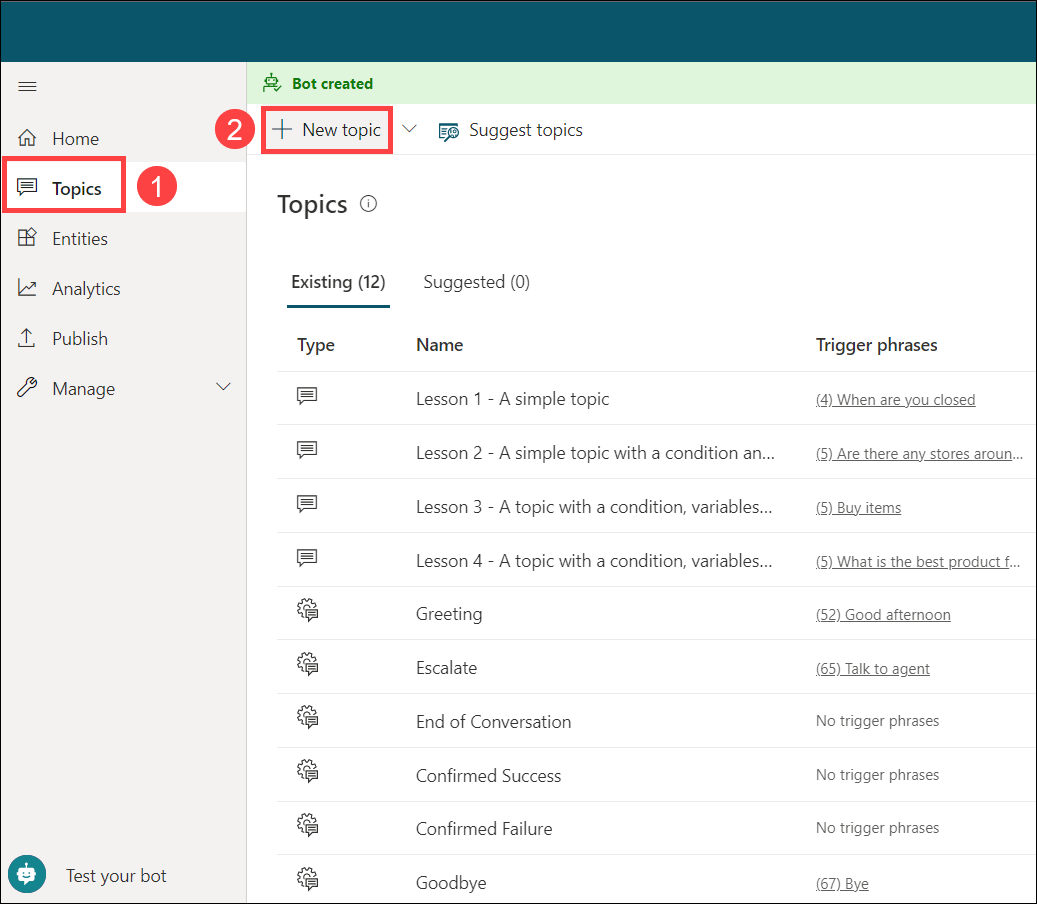 Bot created
2
New topic
Suggest topics
Home
Topics
1
Entities
Analytics
Publish
Manage
Topics
Existing (12)
Suggested (0)
Type Name Trigger phrases
Lesson 1 - A simple topic (4) When are you closed
Lesson 2 - A simple topic with a condition an... (5) Are there any stores aroun...
Lesson 3 - A topic with a condition, variables... (5) Buy items
Lesson 4 - A topic with a condition, variables... (5) What is the best product f...
Greeting (52) Good afternoon
Escalate (65) Talk to agent
End of Conversation No trigger phrases
Confirmed Success No trigger phrases
Confirmed Failure No trigger phrases
Goodbye (67) Bye
Test your bot